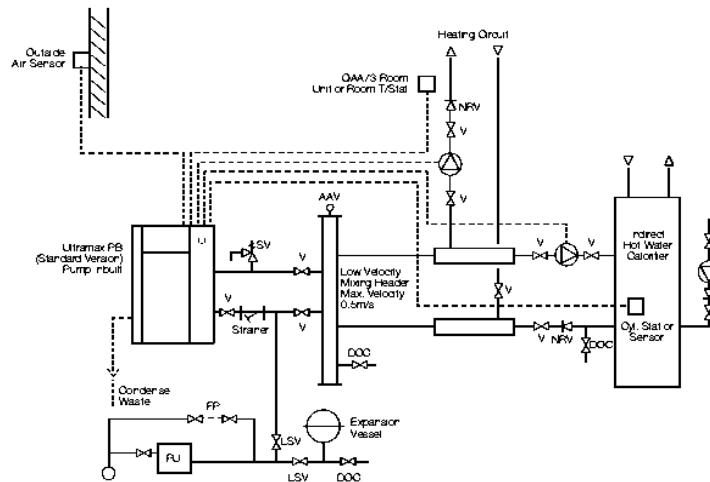 Heating Circuit
Outside
Air Sensor
QAA73 Room
Unit or Room T/Stat
NRV
V
V
AAV
Ultramax PB
(Standard Version)
Pump Inbuilt
SV
V
V
V
Indirect
Hot Water
Calorifier
Low Velocity
Mixing Header
Max. Velocity
0.5m/s
V
V
Strainer
V
Cyl. Stat or
Sensor
V
NRV
DOC
DOC
Condense
Waste
Expansion
Vessel
LSV
PU
LSV
DOC